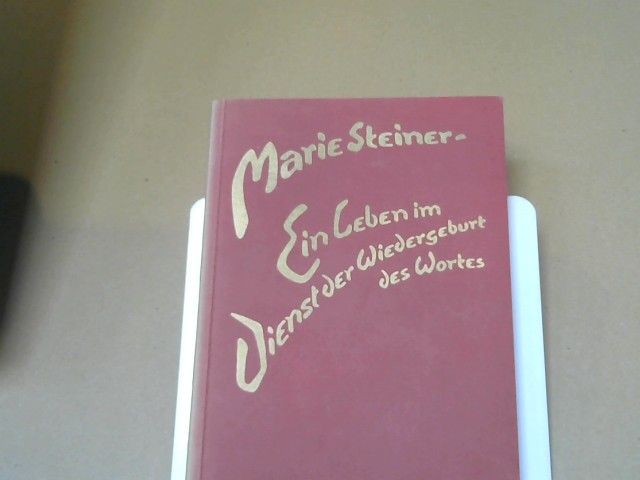 Marie Steiner-
Ein Leben im
Dienst der Wiedergeburt
des Wortes